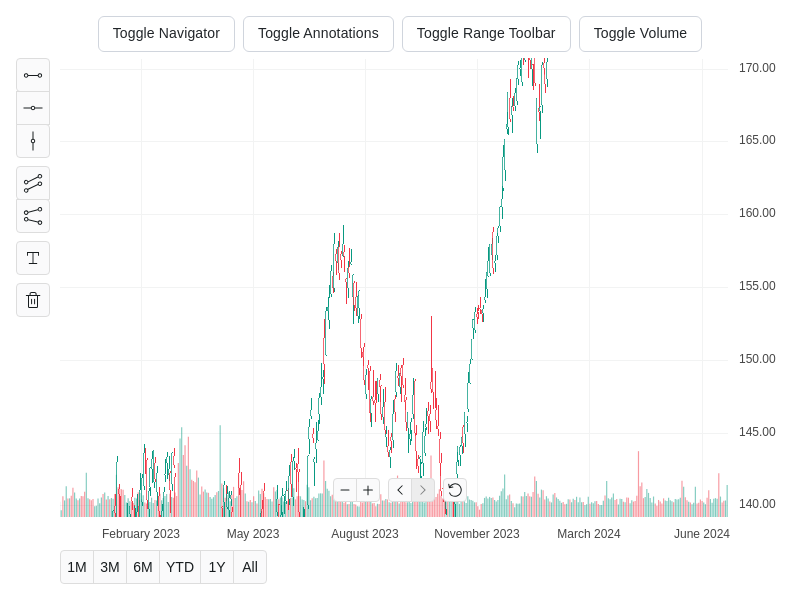 Toggle Navigator Toggle Annotations Toggle Range Toolbar Toggle Volume
170.00
165.00
160.00
155.00
150.00
145.00
140.00
February 2023 May 2023 August 2023 November 2023 March 2024 June 2024
1M 3M 6M YTD 1Y All